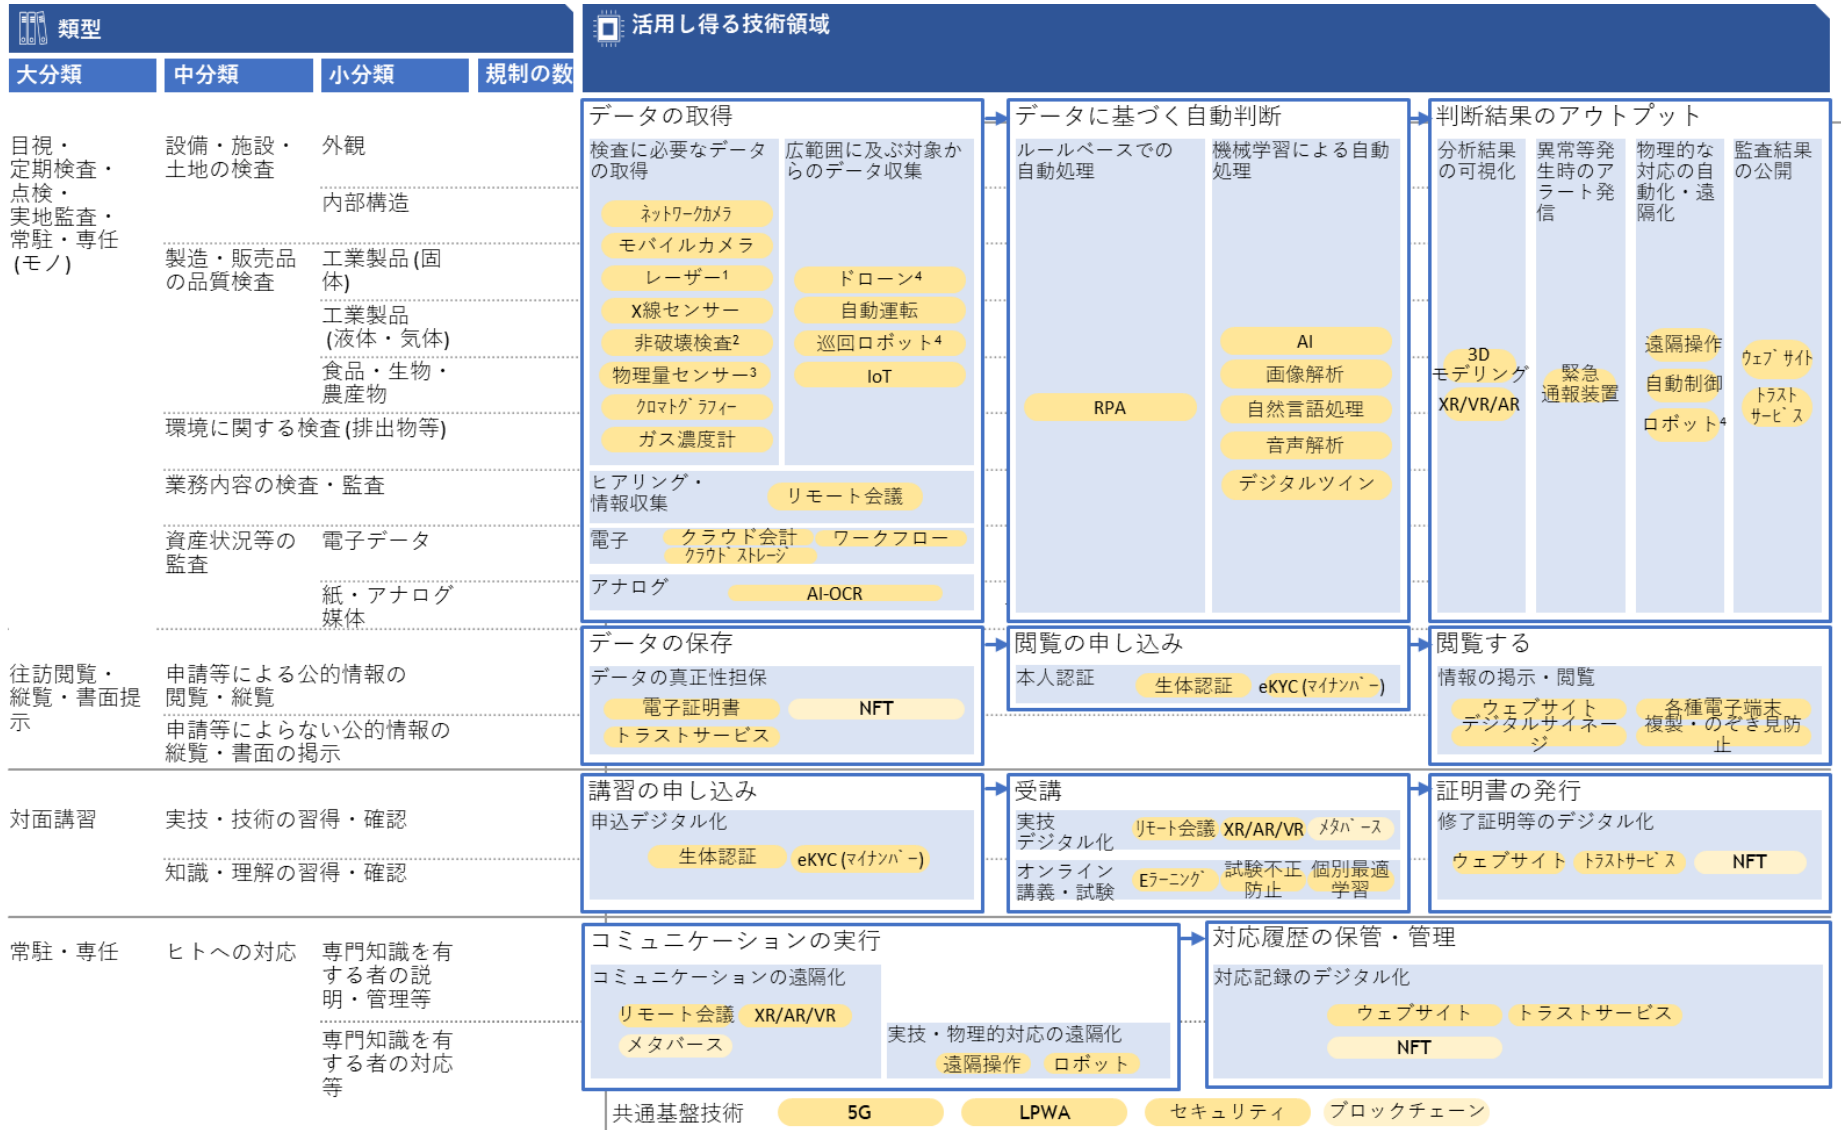 類型
活用し得る技術領域
大分類
中分類
小分類
規制の数
目視・
定期検査・
点検・
実地監査・
常駐・専任
(モノ)
設備・施設・
土地の検査
外観
内部構造
製造・販売品
の品質検査
工業製品(固
体)
工業製品
(液体・気体)
食品・生物・
農産物
環境に関する検査(排出物等)
業務内容の検査・監査
資産状況等の
監査
電子データ
紙・アナログ
媒体
データの取得
検査に必要なデータ
の取得
ネットワークカメラ
モバイルカメラ
レーザー¹
X線センサー
非破壊検査²
物理量センサー³
クロマトグラフィー
ガス濃度計
広範囲に及ぶ対象か
らのデータ収集
ドローン⁴
自動運転
巡回ロボット⁴
IoT
ヒアリング・
情報収集
リモート会議
電子
クラウド会計
ワークフロー
クラウドストレージ
アナログ
AI-OCR
データに基づく自動判断
ルールベースでの
自動処理
RPA
機械学習による自動
処理
AI
画像解析
自然言語処理
音声解析
デジタルツイン
判断結果のアウトプット
分析結果
の可視化
3D
モデリング
XR/VR/AR
異常等発
生時のア
ラート発
信
緊急
通報装置
物理的な
対応の自
動化・遠
隔化
遠隔操作
自動制御
ロボット⁴
監査結果
の公開
ウェブサイト
トラスト
サービス
往訪閲覧・
縦覧・書面提
示
申請等による公的情報の
閲覧・縦覧
申請等によらない公的情報の
縦覧・書面の掲示
データの保存
データの真正性担保
電子証明書
NFT
トラストサービス
閲覧の申し込み
本人認証
生体認証
eKYC(マイナンバー)
閲覧する
情報の掲示・閲覧
ウェブサイト
デジタルサイネー
ジ
各種電子端末
複製・のぞき見防
止
対面講習
実技・技術の習得・確認
知識・理解の習得・確認
講習の申し込み
申込デジタル化
生体認証
eKYC(マイナンバー)
受講
実技
デジタル化
リモート会議
XR/AR/VR
メタバース
オンライン
講義・試験
Eラーニング
試験不正
防止
個別最適
学習
証明書の発行
修了証明等のデジタル化
ウェブサイト
トラストサービス
NFT
常駐・専任
ヒトへの対応
専門知識を有
する者の説
明・管理等
専門知識を有
する者の対応
等
コミュニケーションの実行
コミュニケーションの遠隔化
リモート会議
XR/AR/VR
メタバース
実技・物理的対応の遠隔化
遠隔操作
ロボット
対応履歴の保管・管理
対応記録のデジタル化
ウェブサイト
トラストサービス
NFT
共通基盤技術
5G
LPWA
セキュリティ
ブロックチェーン